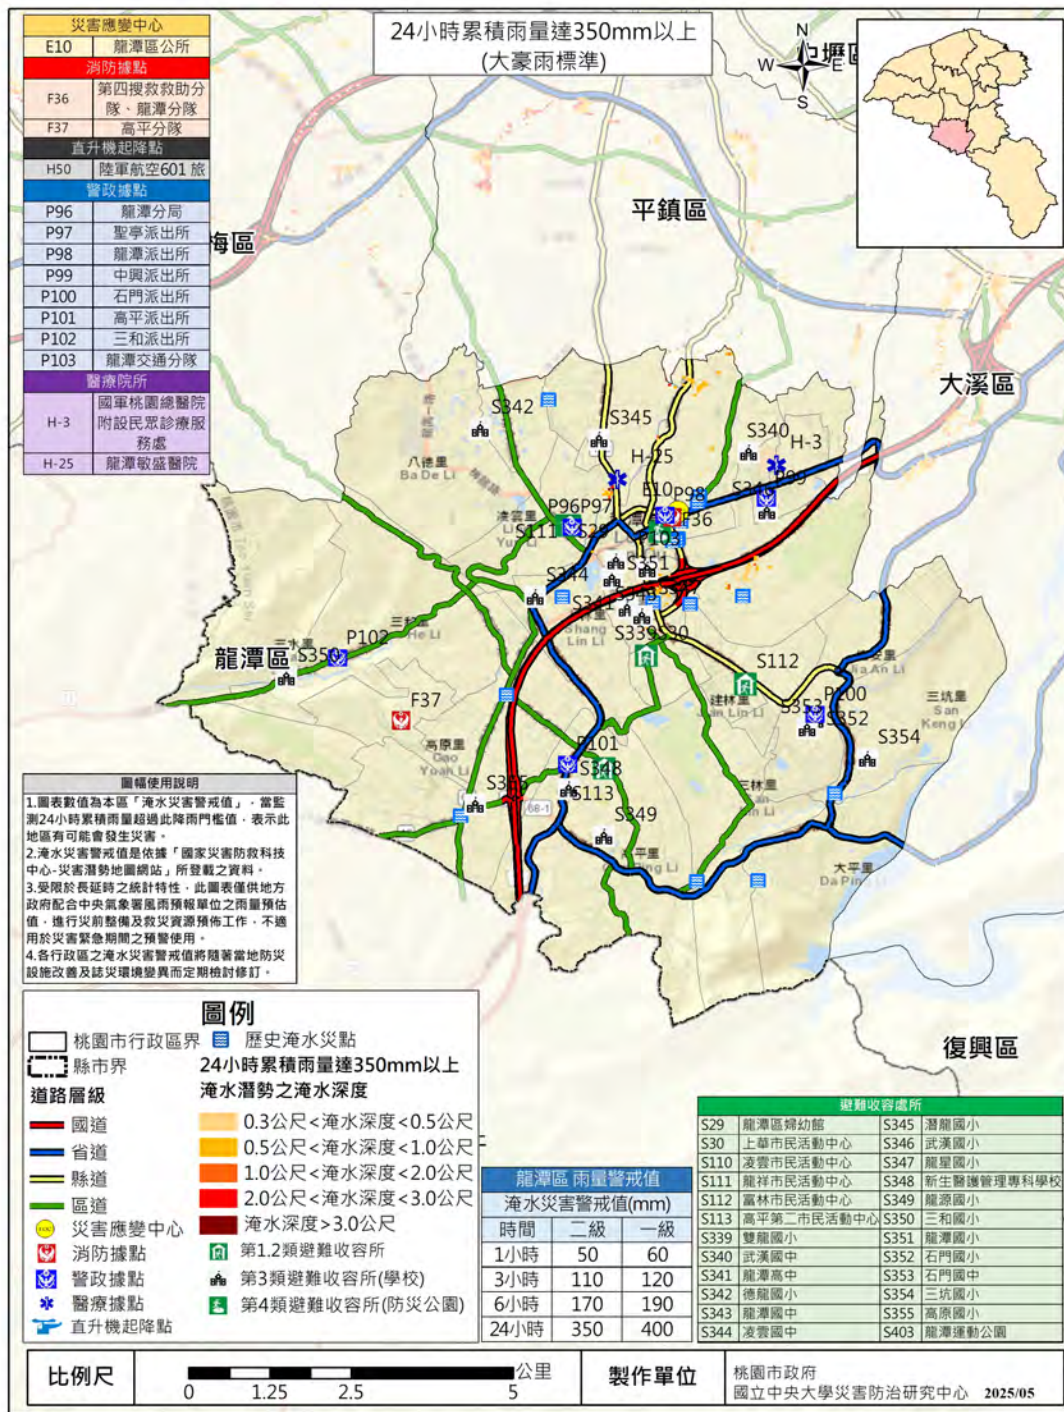 24小時累積雨量達350mm以上
(大豪雨標準)
災害應變中心
E10 龍潭區公所
消防據點
F36 第四搜救救助分
隊、龍潭分隊
F37 高平分隊
直升機起降點
H50 陸軍航空601 旅
警政據點
P96 龍潭分局
P97 聖亭派出所
P98 龍潭派出所
P99 中興派出所
P100 石門派出所
P101 高平派出所
P102 三和派出所
P103 龍潭交通分隊
醫療院所
H-3 國軍桃園總醫院
附設民眾診療服
務處
H-25 龍潭敏盛醫院
N
W E
S
平鎮區
梅區
大溪區
復興區
龍潭區
S342
S345
S340
H-3
H-25
八德里
Ba De Li
E10
P98
P99
P96
P97
F36
S111
P103
S351
S344
S341
Shang
Lin Li
S339
S30
S112
P102
S350
三水里
F37
高原里
Gao
Yuan Li
建林里
Jian Lin Li
P100
S353
S352
S354
三坑里
San
Keng Li
P101
S348
S113
S355
S349
三林里
大平里
Da Ping Li
圖幅使用說明
1.圖表數值為本區「淹水災害警戒值」，當監
測24小時累積雨量超過此降雨門檻值，表示此
地區有可能會發生災害。
2.淹水災害警戒值是依據「國家災害防救科技
中心-災害潛勢地圖網站」所登載之資料。
3.受限於長延時之統計特性，此圖表僅供地方
政府配合中央氣象署風雨預報單位之雨量預估
值，進行災前整備及救災資源預佈工作，不適
用於災害緊急期間之預警使用。
4.各行政區之淹水災害警戒值將隨著當地防災
設施改善及誌災環境變異而定期檢討修訂。
圖例
桃園市行政區界
縣市界
道路層級
國道
省道
縣道
區道
災害應變中心
消防據點
警政據點
醫療據點
直升機起降點
歷史淹水災點
24小時累積雨量達350mm以上
淹水潛勢之淹水深度
0.3公尺<淹水深度<0.5公尺
0.5公尺<淹水深度<1.0公尺
1.0公尺<淹水深度<2.0公尺
2.0公尺<淹水深度<3.0公尺
淹水深度>3.0公尺
第1.2類避難收容所
第3類避難收容所(學校)
第4類避難收容所(防災公園)
龍潭區 雨量警戒值
淹水災害警戒值(mm)
時間 二級 一級
1小時 50 60
3小時 110 120
6小時 170 190
24小時 350 400
避難收容處所
S29 龍潭區婦幼館 S345 潛龍國小
S30 上華市民活動中心 S346 武漢國小
S110 凌雲市民活動中心 S347 龍星國小
S111 龍祥市民活動中心 S348 新生醫護管理專科學校
S112 富林市民活動中心 S349 龍源國小
S113 高平第二市民活動中心 S350 三和國小
S339 雙龍國小 S351 龍潭國小
S340 武漢國中 S352 石門國小
S341 龍潭高中 S353 石門國中
S342 德龍國小 S354 三坑國小
S343 龍潭國中 S355 高原國小
S344 凌雲國中 S403 龍潭運動公園
比例尺
0 1.25 2.5 5 公里
製作單位
桃園市政府
國立中央大學災害防治研究中心 2025/05